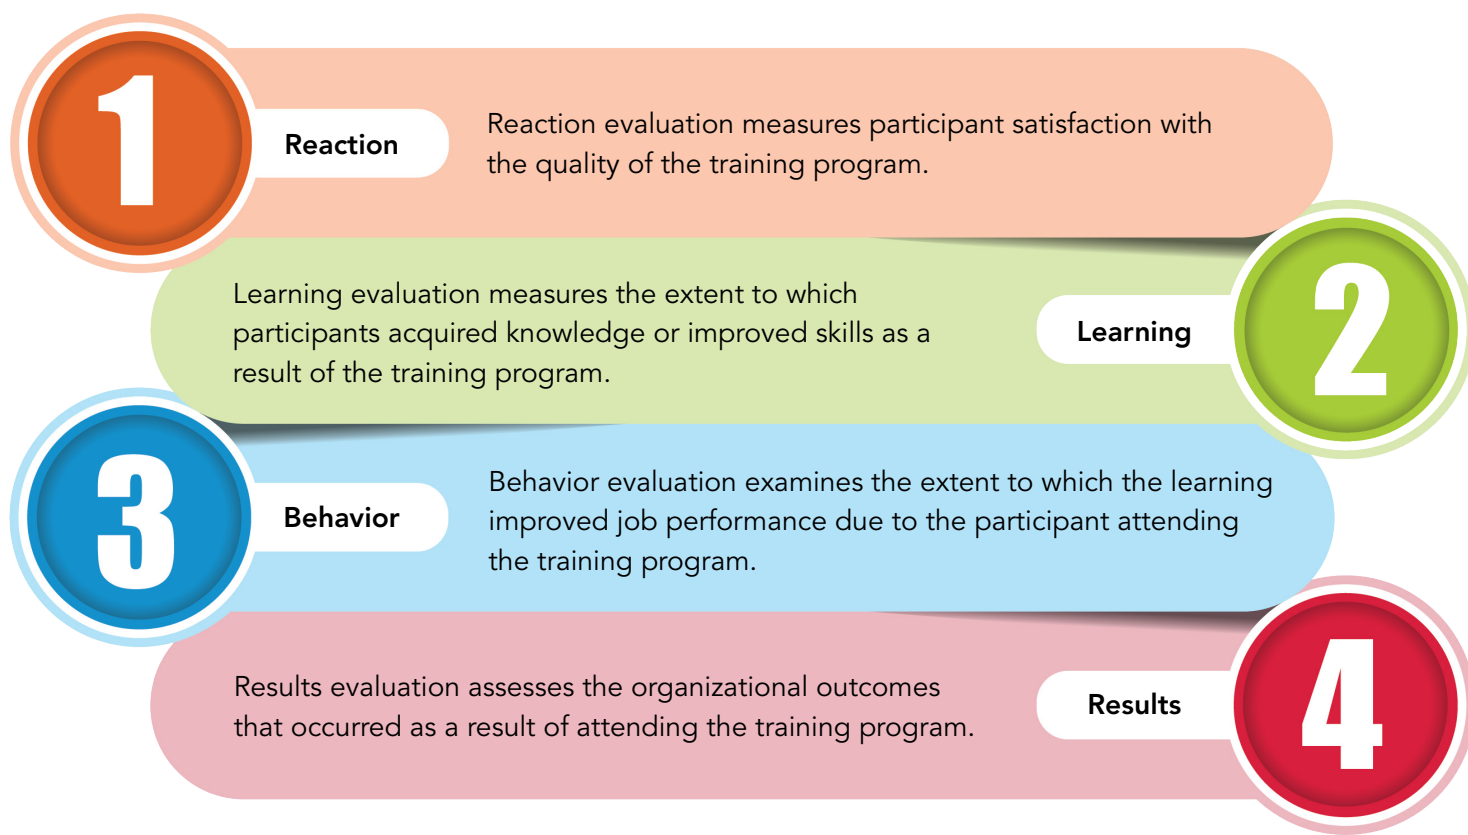 1
Reaction
Reaction evaluation measures participant satisfaction with
the quality of the training program.
Learning evaluation measures the extent to which
participants acquired knowledge or improved skills as a
result of the training program.
Learning
2
3
Behavior
Behavior evaluation examines the extent to which the learning
improved job performance due to the participant attending
the training program.
Results evaluation assesses the organizational outcomes
that occurred as a result of attending the training program.
Results
4